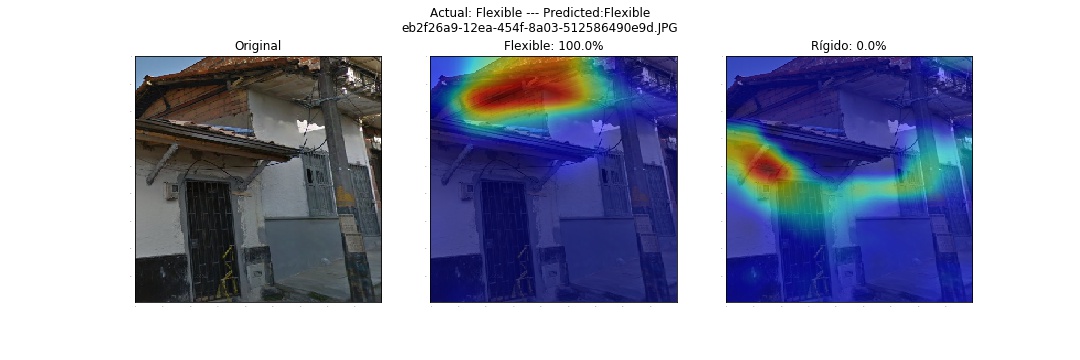 Actual: Flexible --- Predicted:Flexible
eb2f26a9-12ea-454f-8a03-512586490e9d.JPG
Original
Flexible: 100.0%
Rígido: 0.0%